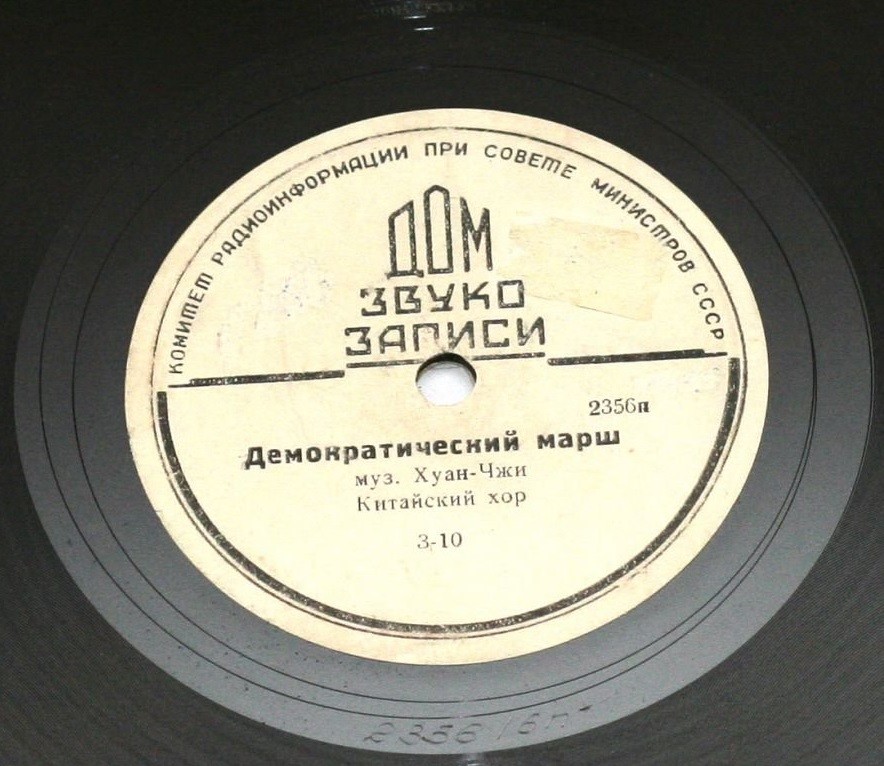 КОМИТЕТ РАДИОИНФОРМАЦИИ ПРИ СОВЕТЕ МИНИСТРОВ СССР
ДОМ
ЗВУКО
ЗАПИСИ
2356п
Демократический марш
муз. Хуан-Чжи
Китайский хор
3-10